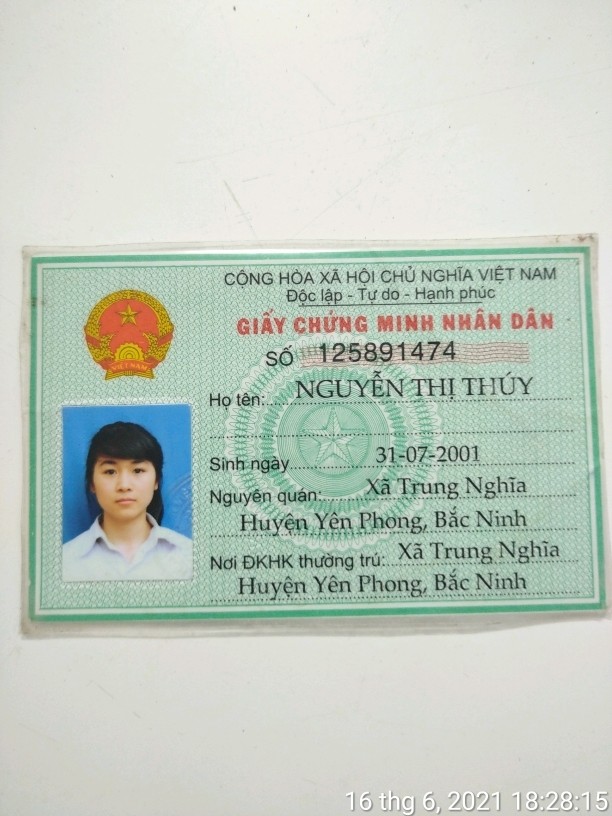 CỘNG HÒA XÃ HỘI CHỦ NGHĨA VIỆT NAM
Độc lập - Tự do - Hạnh phúc
GIẤY CHỨNG MINH NHÂN DÂN
SỐ 125891474
Họ tên: NGUYỄN THỊ THÚY
Sinh ngày 31-07-2001
Nguyên quán: Xã Trung Nghĩa
Huyện Yên Phong, Bắc Ninh
Nơi ĐKHK thường trú: Xã Trung Nghĩa
Huyện Yên Phong, Bắc Ninh
VIỆT NAM
16 thg 6, 2021 18:28:15